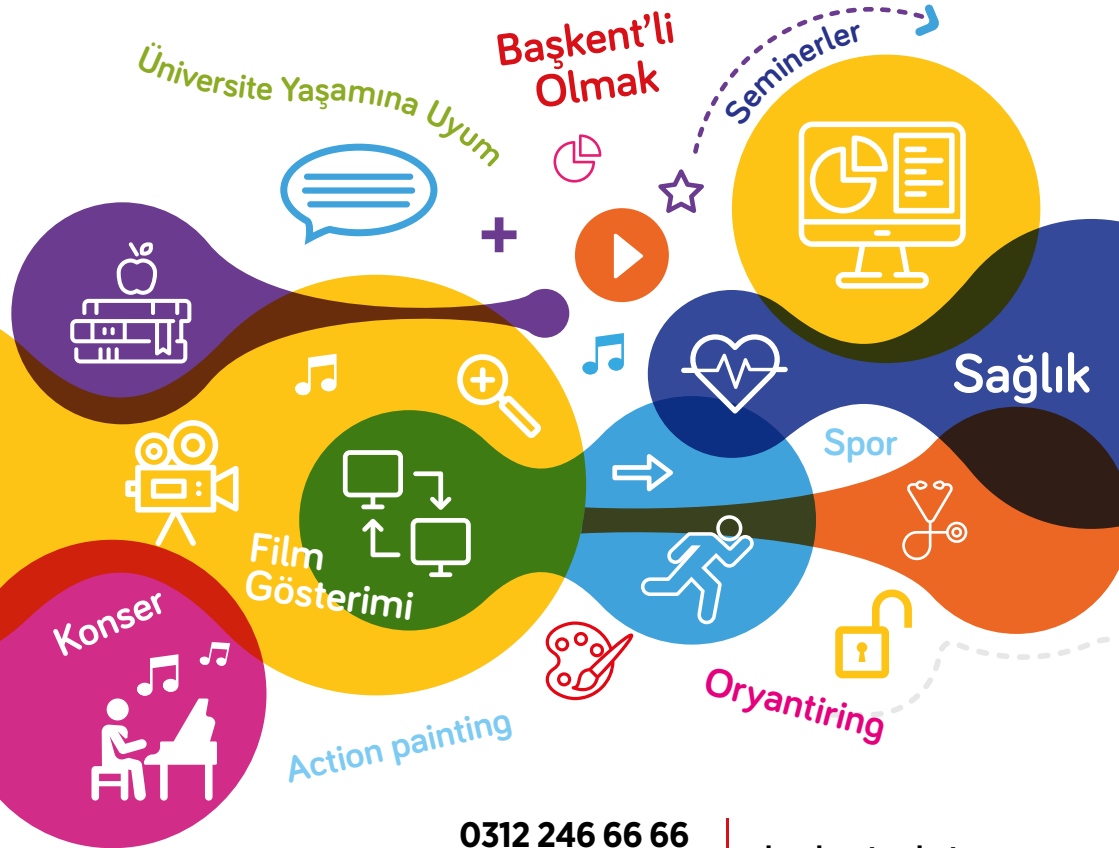 Üniversite Yaşamına Uyum
Başkent'li
Olmak
Seminerler
Sağlık
Spor
Film
Gösterimi
Konser
Oryantiring
Action painting
0312 246 66 66